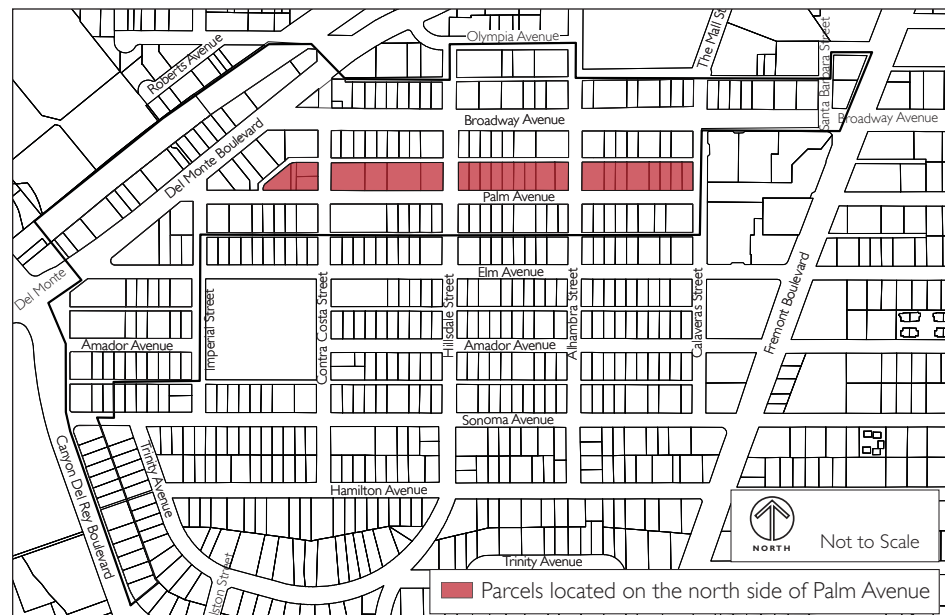 Olympia Avenue
The Mall St
Santa Barbara Street
Roberts Avenue
Broadway Avenue
Broadway Avenue
Del Monte Boulevard
Palm Avenue
Elm Avenue
Del Monte
Imperial Street
Contra Costa Street
Hillsdale Street
Alhambra Street
Calaveras Street
Fremont Boulevard
Amador Avenue
Amador Avenue
Sonoma Avenue
Canyon Del Rey Boulevard
Trinity Avenue
Hamilton Avenue
NORTH
Not to Scale
Trinity Avenue
lston Street
Parcels located on the north side of Palm Avenue